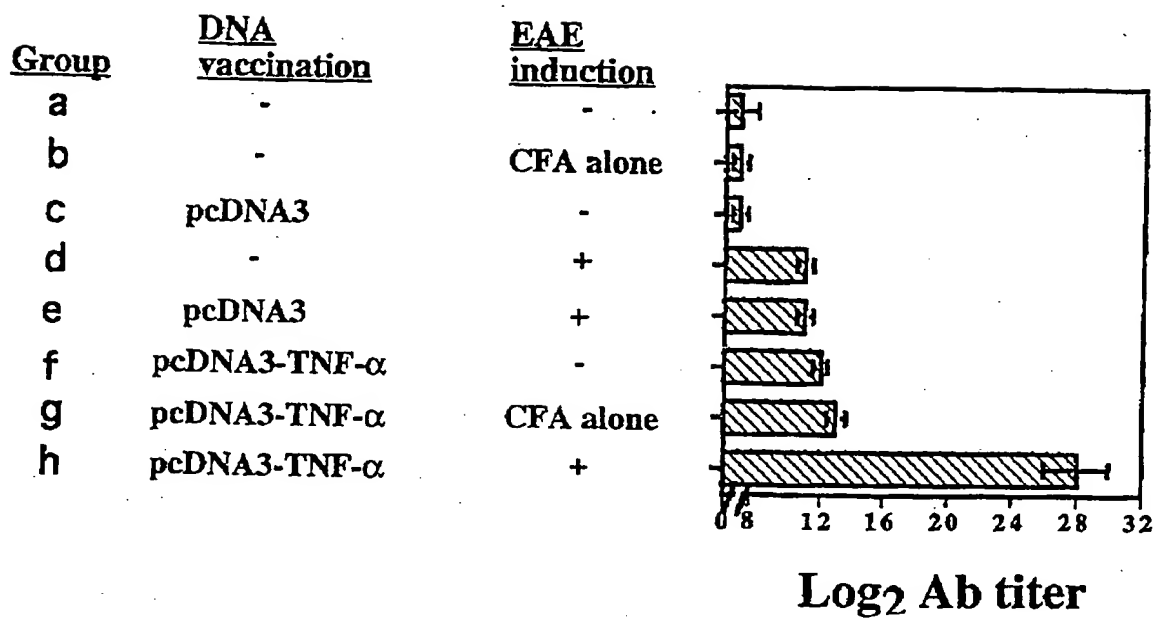 DNA EAE
Group vaccination induction
a - -
b - CFA alone
c pcDNA3 -
d - +
e pcDNA3 +
f pcDNA3-TNF-α -
g pcDNA3-TNF-α CFA alone
h pcDNA3-TNF-α +
0 8 12 16 20 24 28 32
Log2 Ab titer